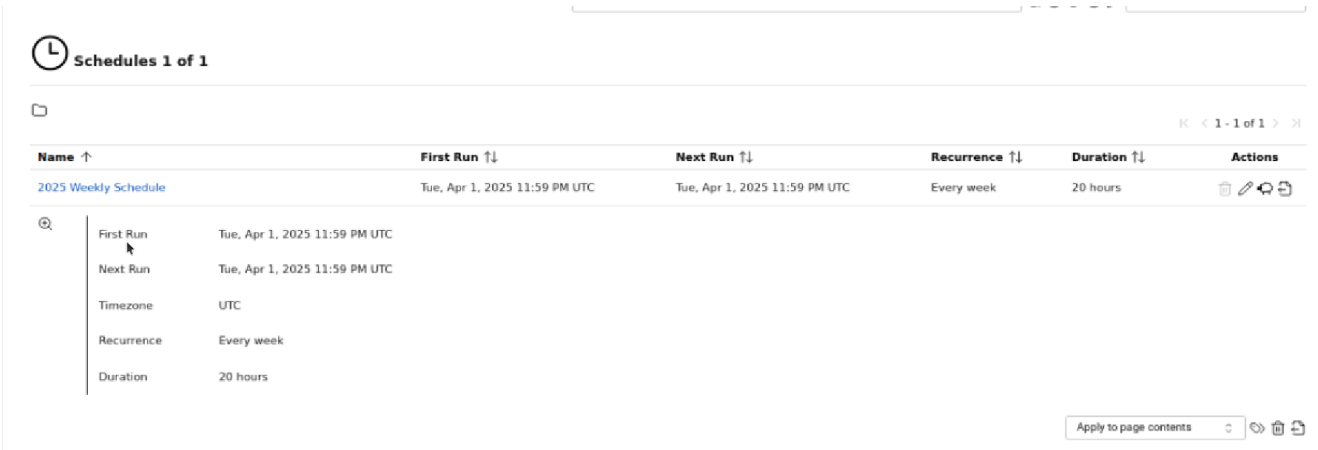 Schedules 1 of 1
1 - 1 of 1
Name First Run Next Run Recurrence Duration Actions
2025 Weekly Schedule Tue, Apr 1, 2025 11:59 PM UTC Tue, Apr 1, 2025 11:59 PM UTC Every week 20 hours
First Run Tue, Apr 1, 2025 11:59 PM UTC
Next Run Tue, Apr 1, 2025 11:59 PM UTC
Timezone UTC
Recurrence Every week
Duration 20 hours
Apply to page contents